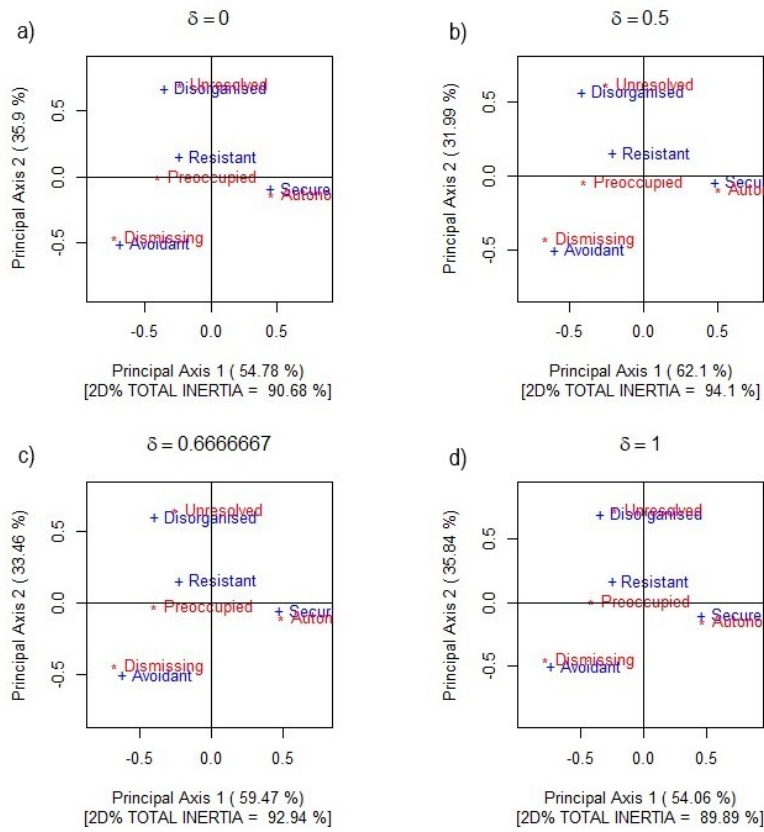 a)
δ = 0
Principal Axis 2 ( 35.9 %)
0.5
0.0
-0.5
* Unresolved
+ Disorganised
+ Resistant
* Preoccupied
+ Secure
* Autono
* Dismissing
+ Avoidant
-0.5 0.0 0.5
Principal Axis 1 ( 54.78 %)
[2D% TOTAL INERTIA = 90.68 %]
b)
δ = 0.5
Principal Axis 2 ( 31.99 %)
0.5
0.0
-0.5
* Unresolved
+ Disorganised
+ Resistant
* Preoccupied
+ Secure
* Auto
* Dismissing
+ Avoidant
-0.5 0.0 0.5
Principal Axis 1 ( 62.1 %)
[2D% TOTAL INERTIA = 94.1 %]
c)
δ = 0.6666667
Principal Axis 2 ( 33.46 %)
0.5
0.0
-0.5
* Unresolved
+ Disorganised
+ Resistant
* Preoccupied
+ Secur
* Auton
* Dismissing
+ Avoidant
-0.5 0.0 0.5
Principal Axis 1 ( 59.47 %)
[2D% TOTAL INERTIA = 92.94 %]
d)
δ = 1
Principal Axis 2 ( 35.84 %)
0.5
0.0
-0.5
* Unresolved
+ Disorganised
+ Resistant
* Preoccupied
+ Secure
* Autono
* Dismissing
+ Avoidant
-0.5 0.0 0.5
Principal Axis 1 ( 54.06 %)
[2D% TOTAL INERTIA = 89.89 %]